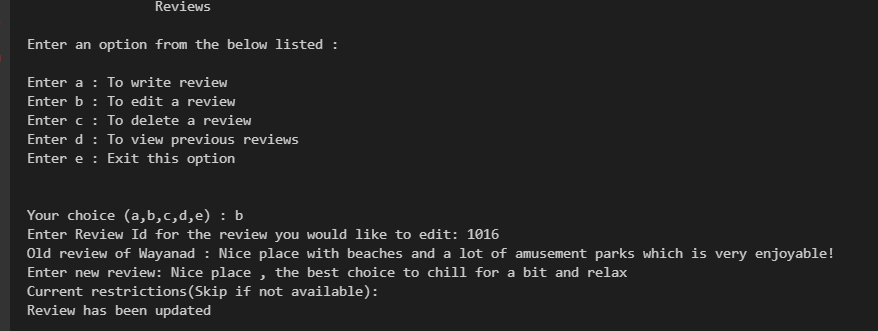 Reviews
Enter an option from the below listed :
Enter a : To write review
Enter b : To edit a review
Enter c : To delete a review
Enter d : To view previous reviews
Enter e : Exit this option
Your choice (a,b,c,d,e) : b
Enter Review Id for the review you would like to edit: 1016
Old review of Wayanad : Nice place with beaches and a lot of amusement parks which is very enjoyable!
Enter new review: Nice place , the best choice to chill for a bit and relax
Current restrictions(Skip if not available):
Review has been updated